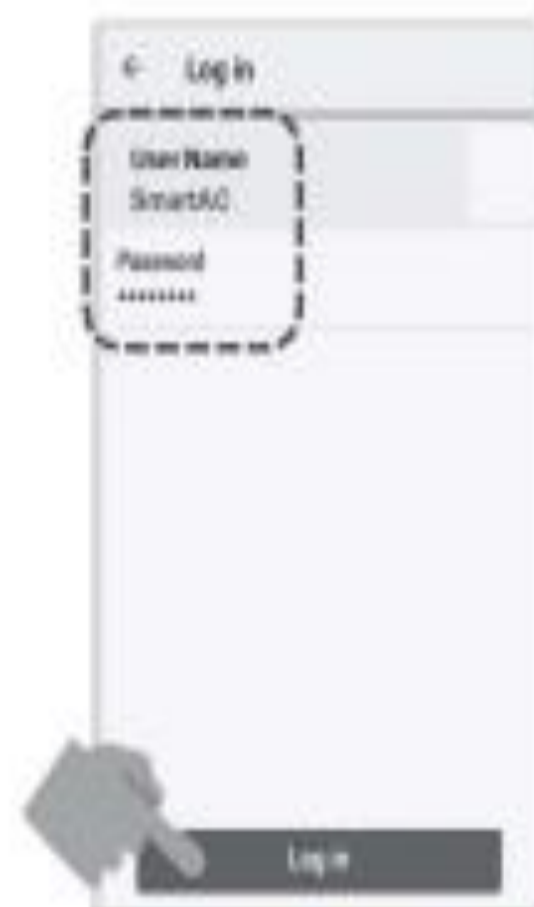 ← Log in
User Name
SmartAC
Password
••••••••
Log in